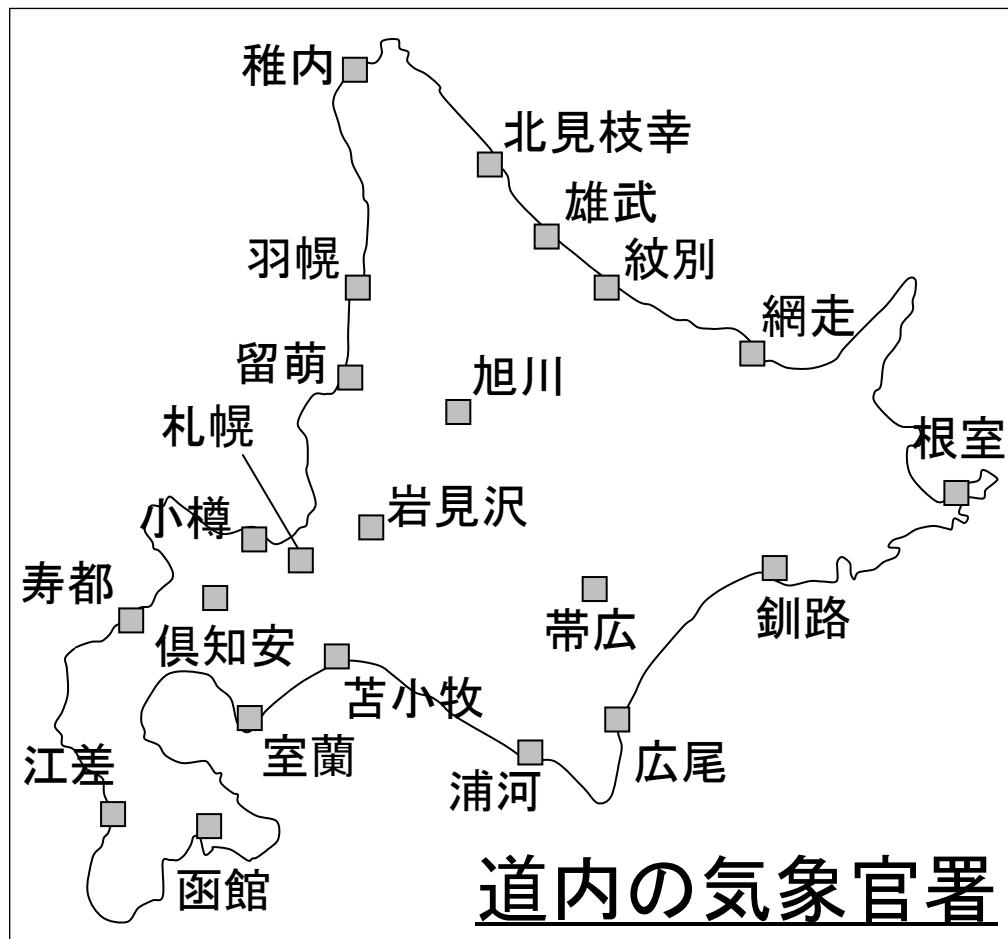 稚内
北見枝幸
雄武
紋別
羽幌
網走
留萌
旭川
札幌
根室
岩見沢
小樽
寿都
帯広
釧路
倶知安
苫小牧
室蘭
広尾
江差
浦河
函館
道内の気象官署